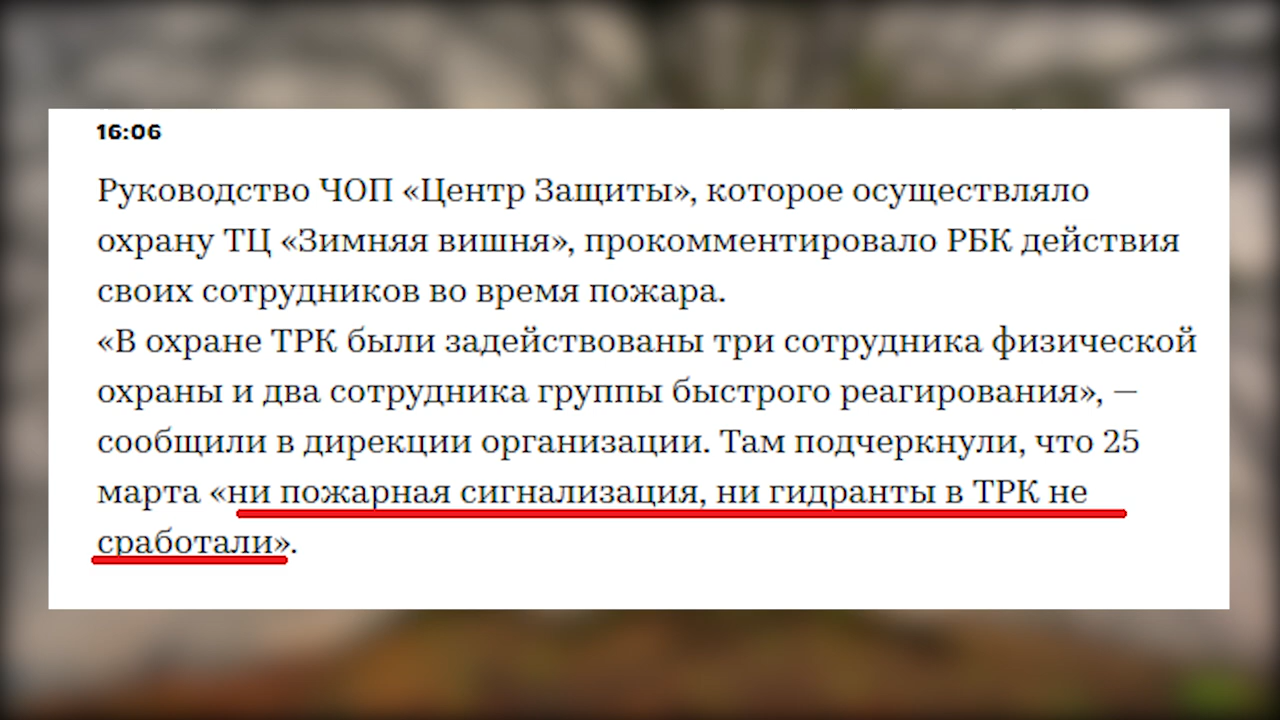 16:06
Руководство ЧОП «Центр Защиты», которое осуществляло
охрану ТЦ «Зимняя вишня», прокомментировало РБК действия
своих сотрудников во время пожара.
«В охране ТРК были задействованы три сотрудника физической
охраны и два сотрудника группы быстрого реагирования», —
сообщили в дирекции организации. Там подчеркнули, что 25
марта «ни пожарная сигнализация, ни гидранты в ТРК не
сработали».